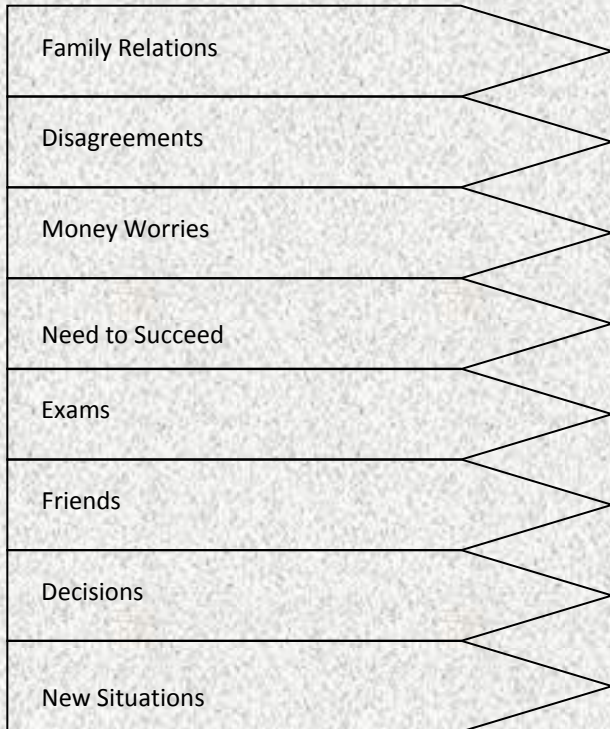 Family Relations
Disagreements
Money Worries
Need to Succeed
Exams
Friends
Decisions
New Situations